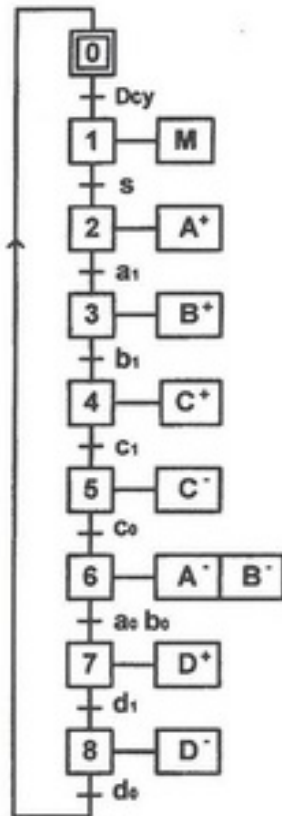 0
Dcy
1 M
s
2 A⁺
a₁
3 B⁺
b₁
4 C⁺
c₁
5 C⁻
c₀
6 A⁻ B⁻
a₀ b₀
7 D⁺
d₁
8 D⁻
d₀